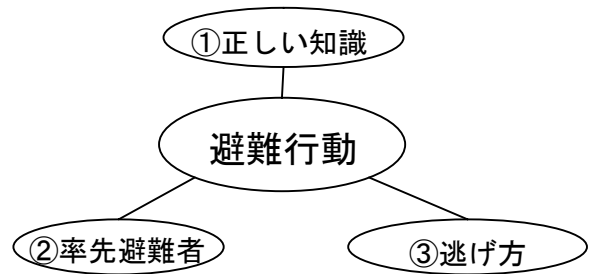 ①正しい知識
避難行動
②率先避難者
③逃げ方